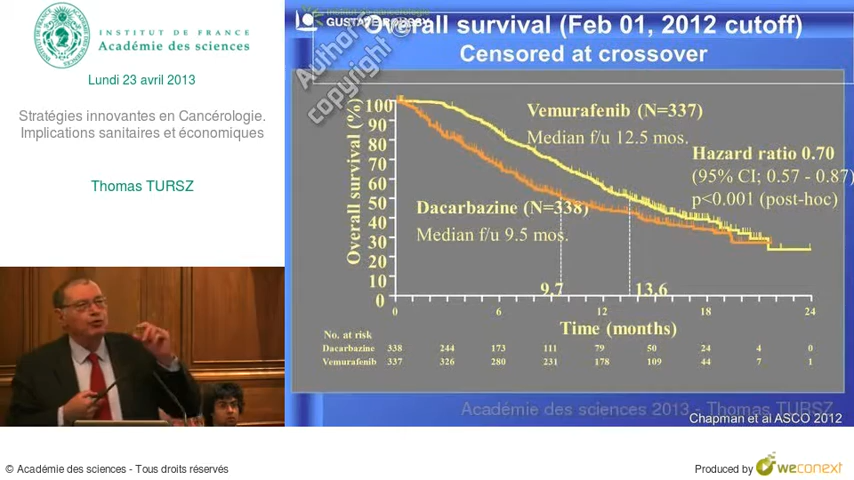 INSTITUT DE FRANCE
Académie des sciences
Lundi 23 avril 2013
Stratégies innovantes en Cancérologie.
Implications sanitaires et économiques
Thomas TURSZ
GUSTAVE ROUSSY
Author
copyright ©
Overall survival (Feb 01, 2012 cutoff)
Censored at crossover
Overall survival (%)
100
90
80
70
60
50
40
30
20
10
0
Vemurafenib (N=337)
Median f/u 12.5 mos.
Hazard ratio 0.70
(95% CI; 0.57 - 0.87)
p<0.001 (post-hoc)
Dacarbazine (N=338)
Median f/u 9.5 mos.
9,7 13,6
0 6 12 18 24
Time (months)
No. at risk
Dacarbazine 338 244 173 111 79 50 24 4 0
Vemurafenib 337 326 280 231 178 109 44 7 1
Académie des sciences 2013 - Thomas TURSZ
Chapman et al ASCO 2012
© Académie des sciences - Tous droits réservés
Produced by weconext